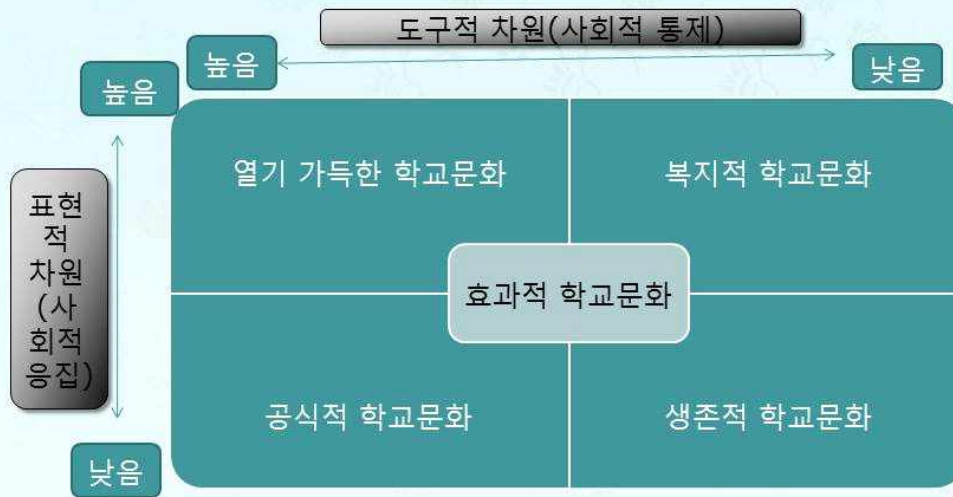 도구적 차원(사회적 통제)
높음
낮음
높음
열기 가득한 학교문화
복지적 학교문화
표현
적
차원
(사
회적
응집)
효과적 학교문화
공식적 학교문화
생존적 학교문화
낮음